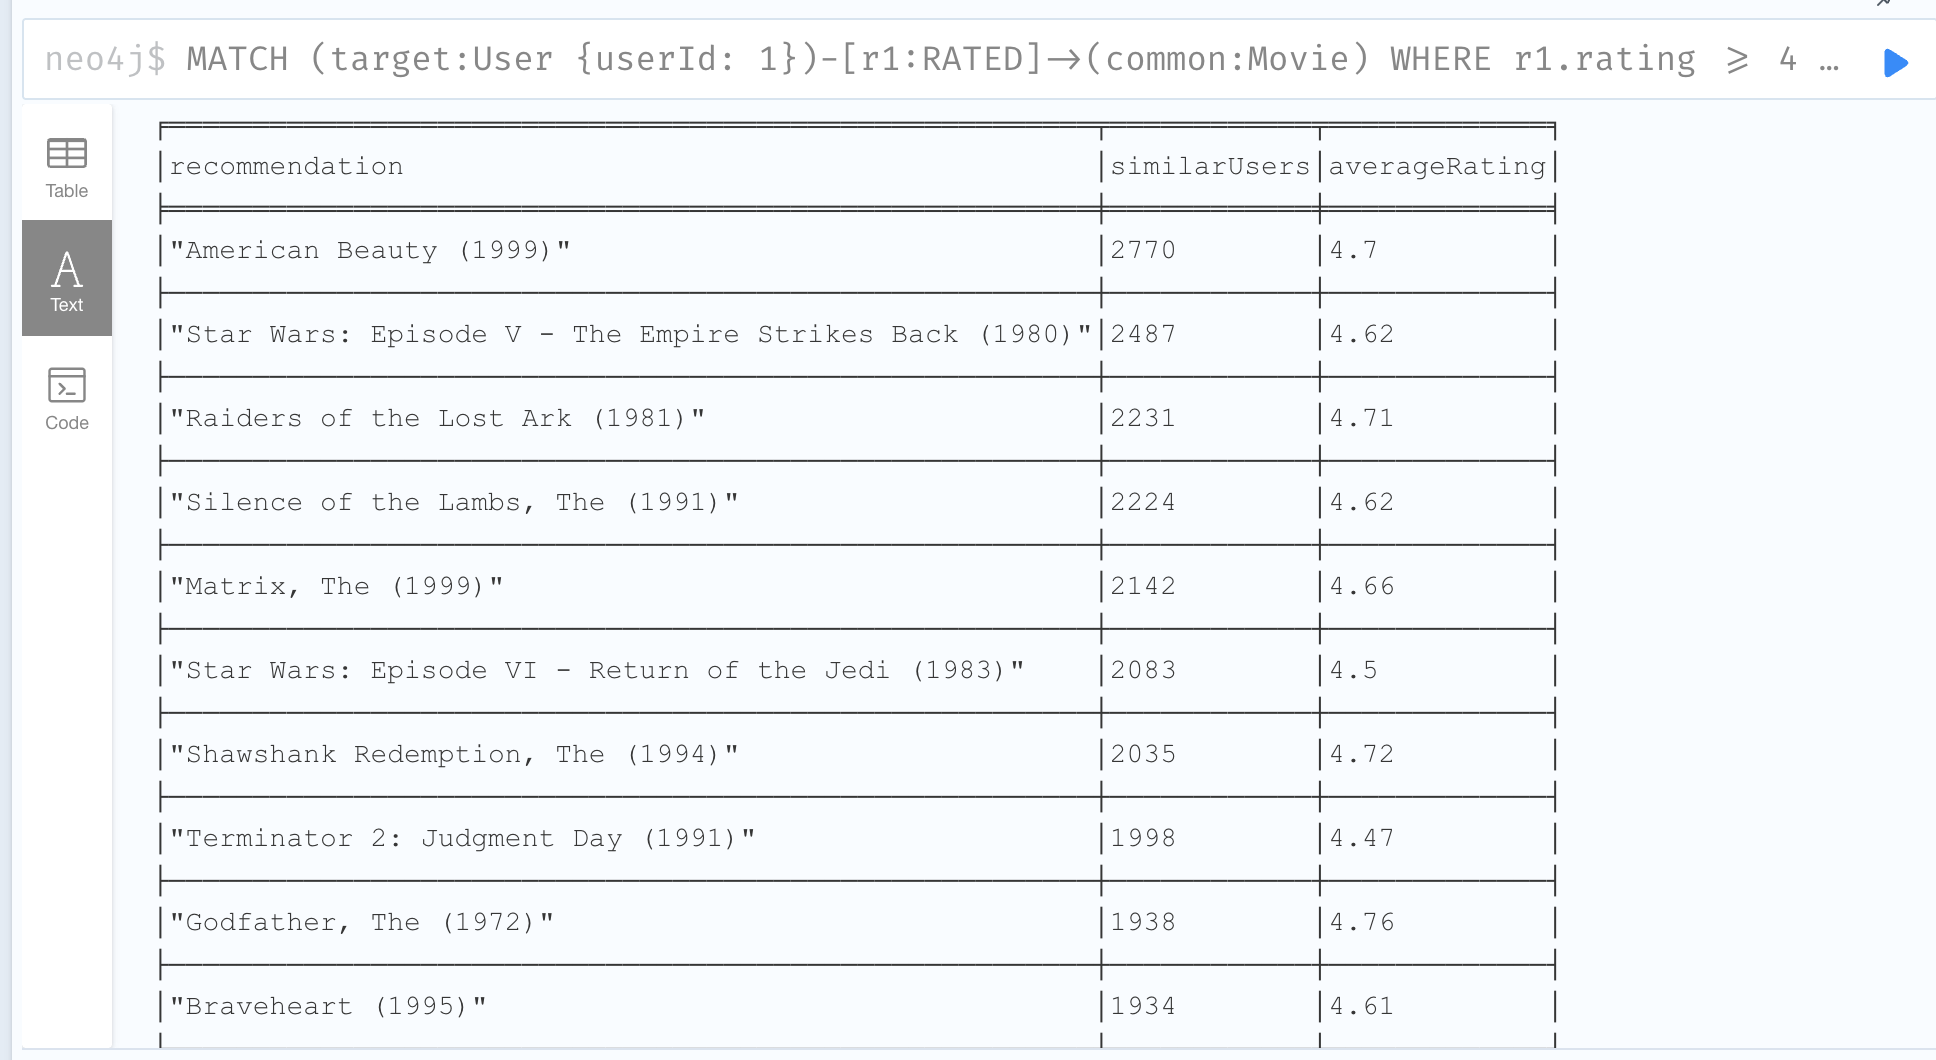 neo4j$ MATCH (target:User {userId: 1})-[r1:RATED]→(common:Movie) WHERE r1.rating ⩾ 4 …
Table
Text
Code
recommendation similarUsers averageRating
"American Beauty (1999)" 2770 4.7
"Star Wars: Episode V - The Empire Strikes Back (1980)" 2487 4.62
"Raiders of the Lost Ark (1981)" 2231 4.71
"Silence of the Lambs, The (1991)" 2224 4.62
"Matrix, The (1999)" 2142 4.66
"Star Wars: Episode VI - Return of the Jedi (1983)" 2083 4.5
"Shawshank Redemption, The (1994)" 2035 4.72
"Terminator 2: Judgment Day (1991)" 1998 4.47
"Godfather, The (1972)" 1938 4.76
"Braveheart (1995)" 1934 4.61